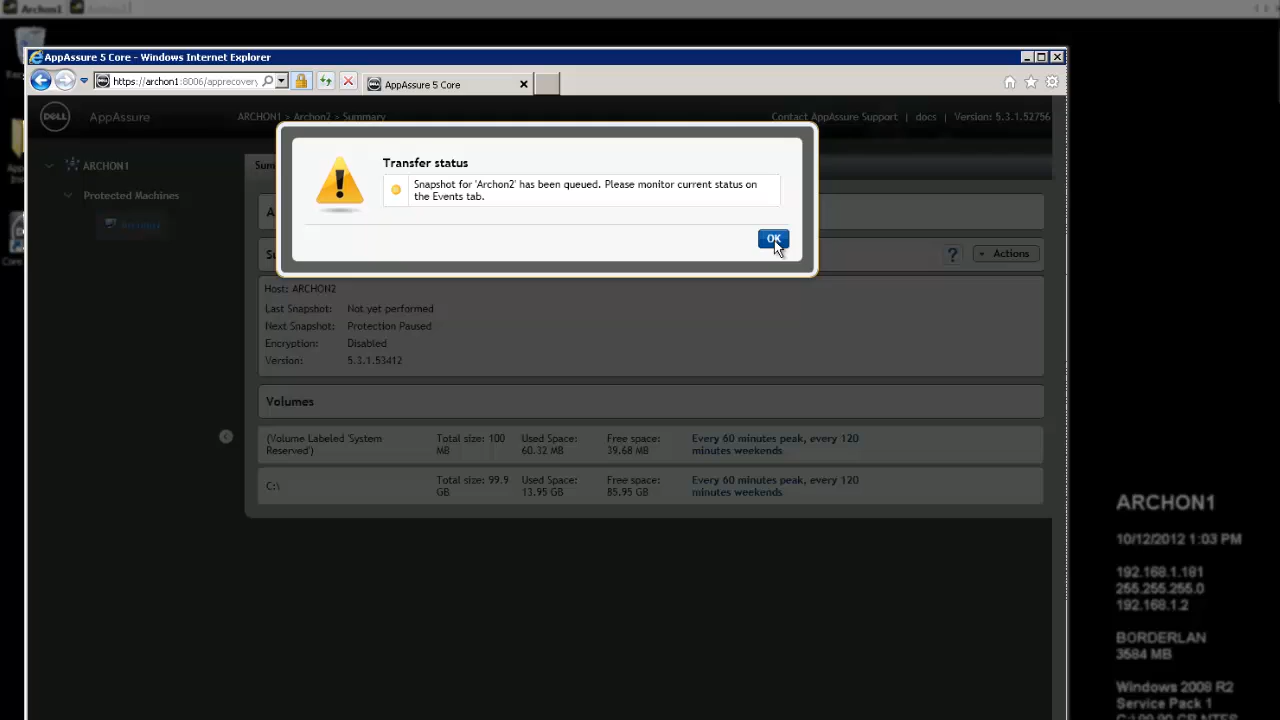 Archon1
AppAssure 5 Core - Windows Internet Explorer
https://archon1:8006/apprecovery
AppAssure 5 Core
DELL
AppAssure
ARCHON1 > Archon2 > Summary
Contact AppAssure Support | docs | Version: 5.3.1.52756
ARCHON1
Protected Machines
Archon2
Transfer status
Snapshot for 'Archon2' has been queued. Please monitor current status on
the Events tab.
OK
Actions
Host: ARCHON2
Last Snapshot: Not yet performed
Next Snapshot: Protection Paused
Encryption: Disabled
Version: 5.3.1.53412
Volumes
(Volume Labeled 'System
Reserved') Total size: 100
MB Used Space:
60.32 MB Free space:
39.68 MB Every 60 minutes peak, every 120
minutes weekends
C:\ Total size: 99.9
GB Used Space:
13.95 GB Free space:
85.95 GB Every 60 minutes peak, every 120
minutes weekends
ARCHON1
10/12/2012 1:03 PM
192.168.1.181
255.255.255.0
192.168.1.2
BORDERLAN
3584 MB
Windows 2008 R2
Service Pack 1